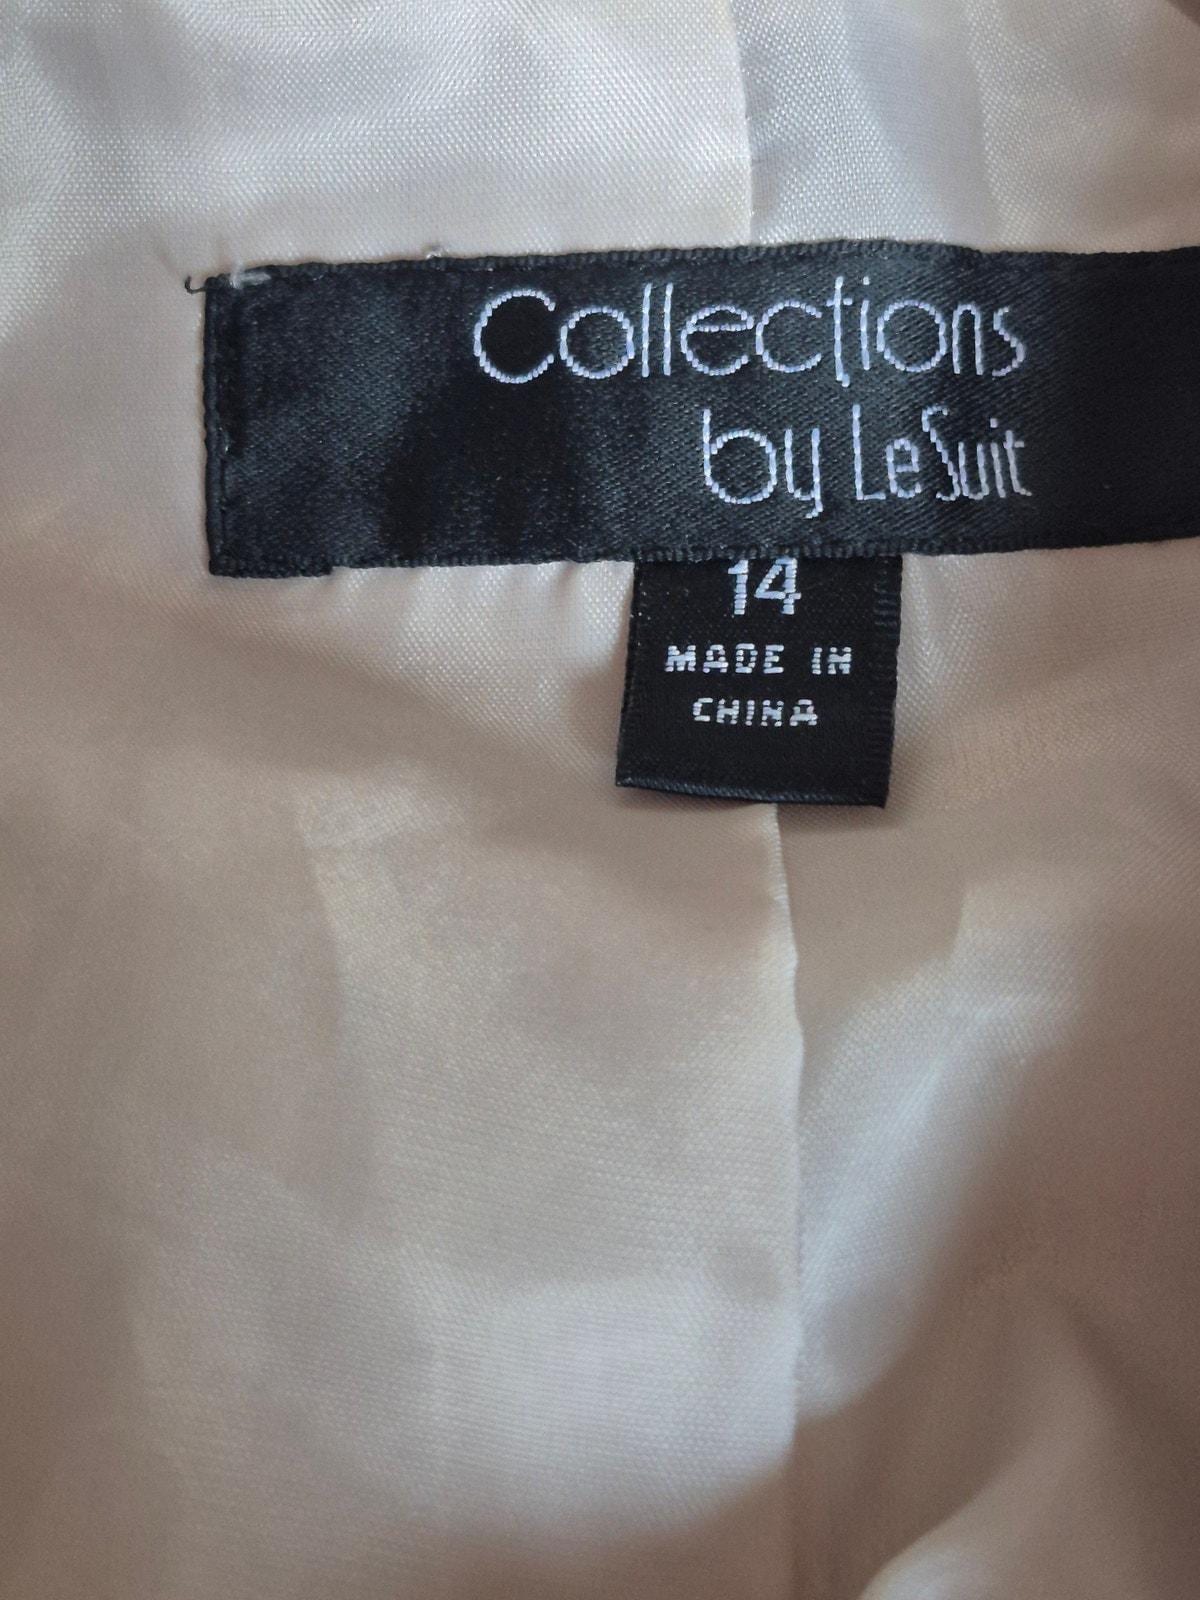 Collections
by Le Suit
14
MADE IN
CHINA